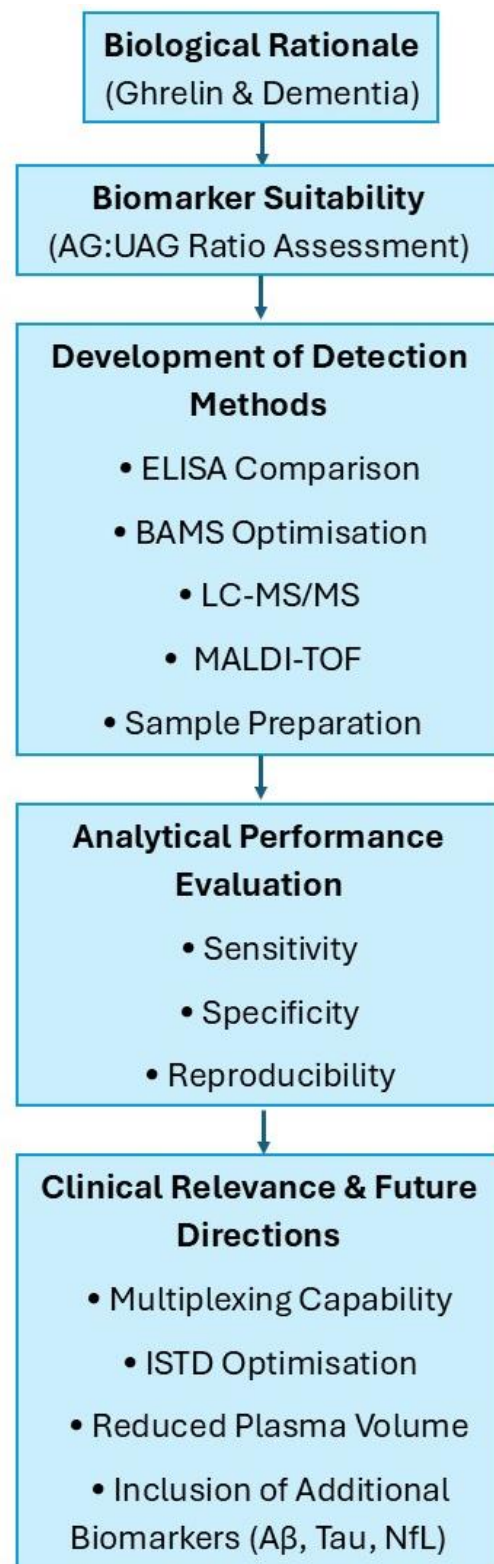 Biological Rationale
(Ghrelin & Dementia)
Biomarker Suitability
(AG:UAG Ratio Assessment)
Development of Detection
Methods
• ELISA Comparison
• BAMS Optimisation
• LC-MS/MS
• MALDI-TOF
• Sample Preparation
Analytical Performance
Evaluation
• Sensitivity
• Specificity
• Reproducibility
Clinical Relevance & Future
Directions
• Multiplexing Capability
• ISTD Optimisation
• Reduced Plasma Volume
• Inclusion of Additional
Biomarkers (Aβ, Tau, NfL)